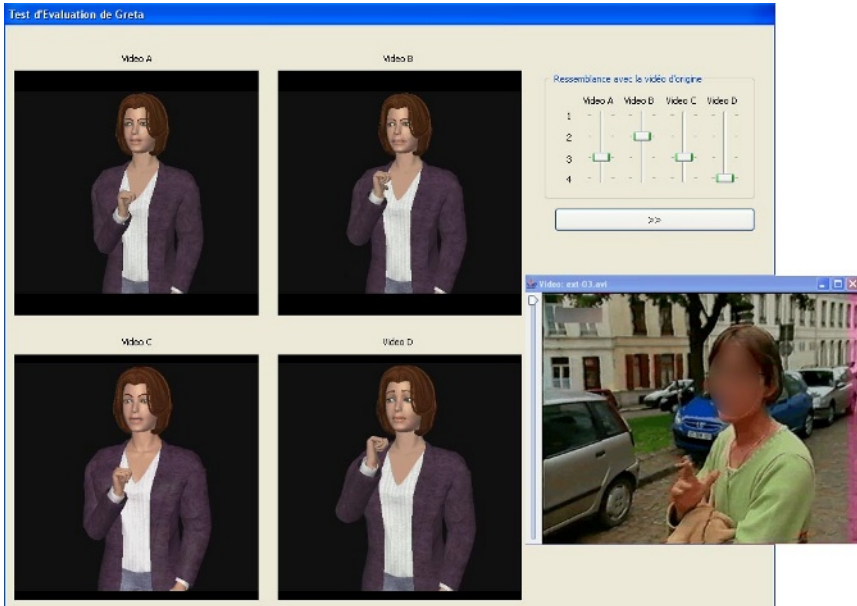 Test d'Evaluation de Greta
Video A
Video B
Ressemblance avec la vidéo d'origine
Video A Video B Video C Video D
1
2
3
4
>>
Video: ext-03.avi
Video C
Video D